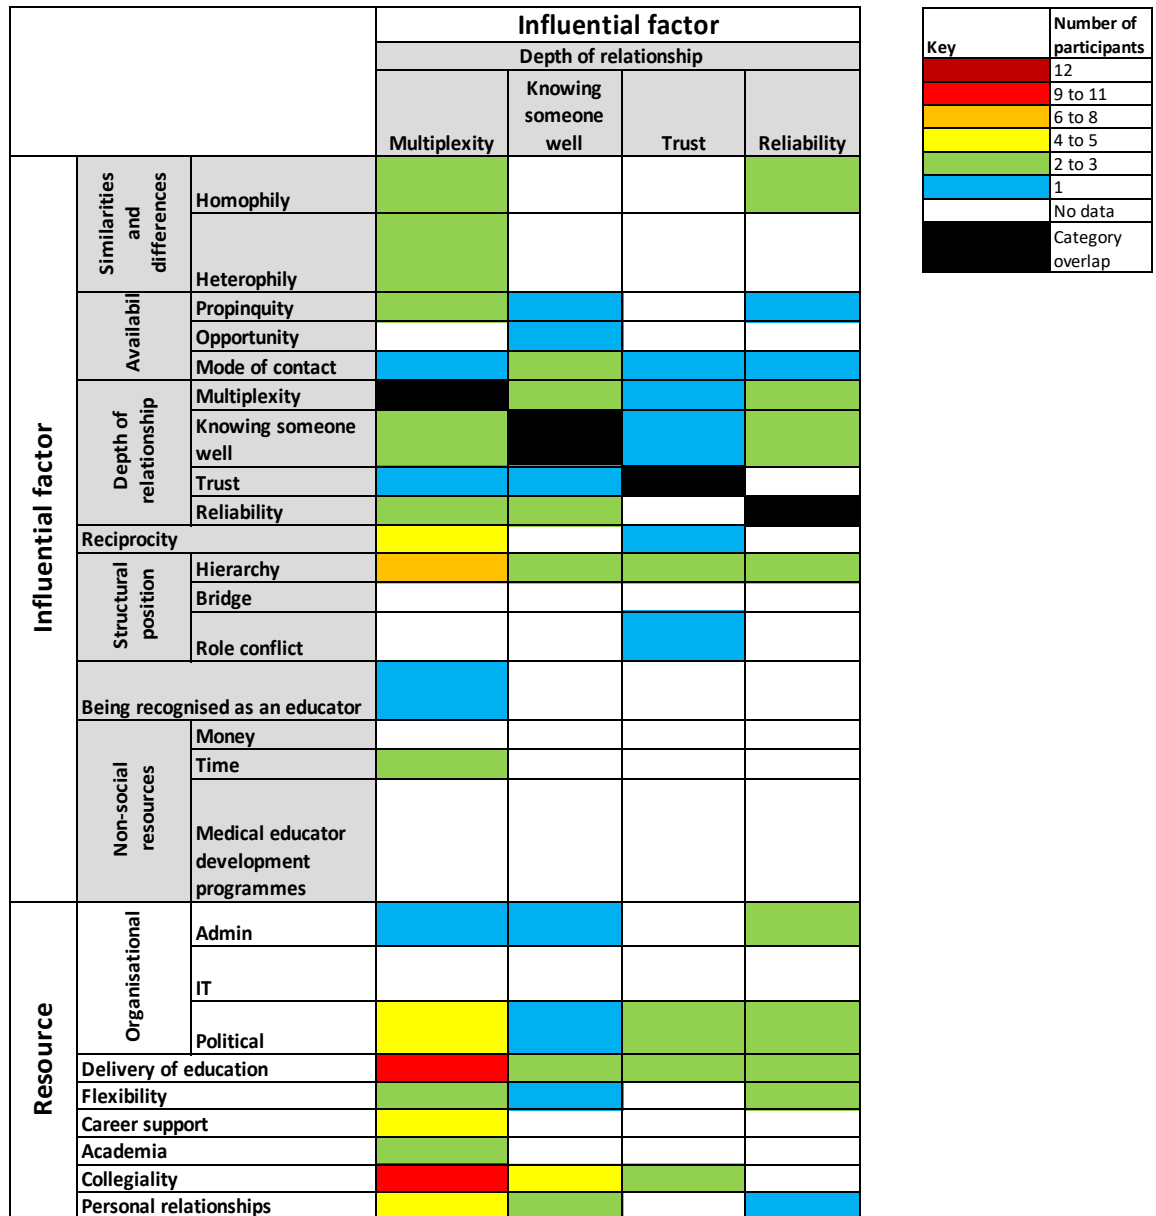 Influential factor
Depth of relationship
Multiplexity
Knowing
someone
well
Trust
Reliability
Key
Number of
participants
12
9 to 11
6 to 8
4 to 5
2 to 3
1
No data
Category
overlap
Influential factor
Similarities
and
differences
Homophily
Heterophily
Availabil
Propinquity
Opportunity
Mode of contact
Depth of
relationship
Multiplexity
Knowing someone
well
Trust
Reliability
Reciprocity
Structural
position
Hierarchy
Bridge
Role conflict
Being recognised as an educator
Non-social
resources
Money
Time
Medical educator
development
programmes
Resource
Organisational
Admin
IT
Political
Delivery of education
Flexibility
Career support
Academia
Collegiality
Personal relationships